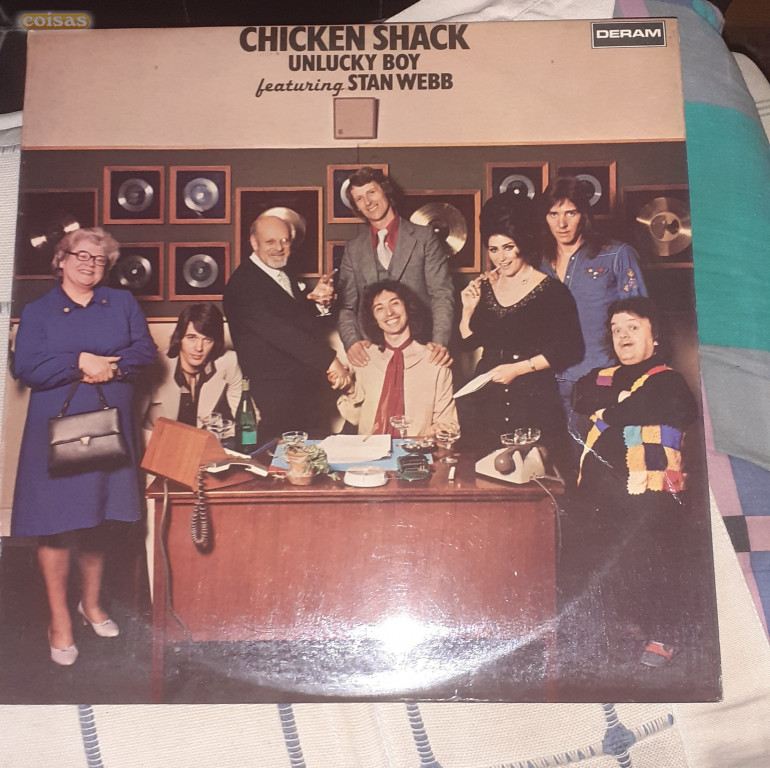 coisas
CHICKEN SHACK
UNLUCKY BOY
featuring STAN WEBB
DERAM